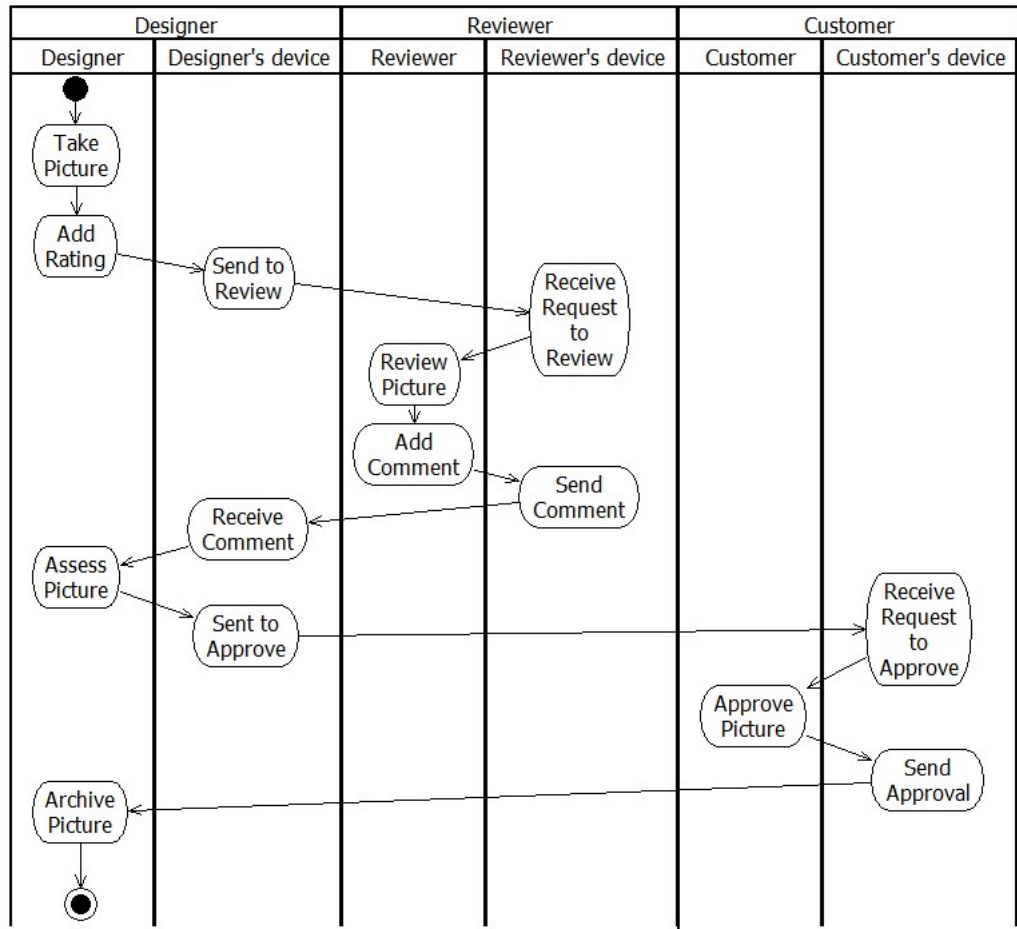 Designer
Reviewer
Customer
Designer
Designer's device
Reviewer
Reviewer's device
Customer
Customer's device
Take
Picture
Add
Rating
Send to
Review
Receive
Request
to
Review
Review
Picture
Add
Comment
Send
Comment
Receive
Comment
Assess
Picture
Sent to
Approve
Receive
Request
to
Approve
Approve
Picture
Send
Approval
Archive
Picture